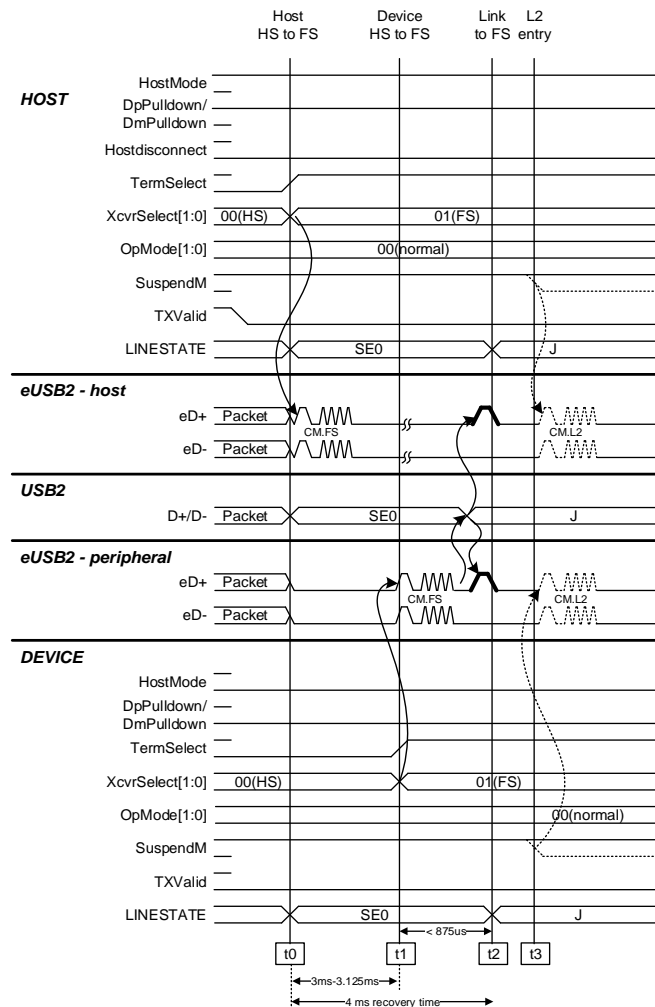 Host HS to FS
Device HS to FS
Link to FS
L2 entry
HOST
HostMode
DpPulldown/
DmPulldown
Hostdisconnect
TermSelect
XcvrSelect[1:0] 00(HS) 01(FS)
OpMode[1:0] 00(normal)
SuspendM
TXValid
LINESTATE SE0 J
eUSB2 - host
eD+ Packet CM.FS CM.L2
eD- Packet
USB2
D+/D- Packet SE0 J
eUSB2 - peripheral
eD+ Packet CM.FS CM.L2
eD- Packet
DEVICE
HostMode
DpPulldown/
DmPulldown
TermSelect
XcvrSelect[1:0] 00(HS) 01(FS)
OpMode[1:0] 00(normal)
SuspendM
TXValid
LINESTATE SE0 J
< 875us
t0 t1 t2 t3
3ms-3.125ms
4 ms recovery time